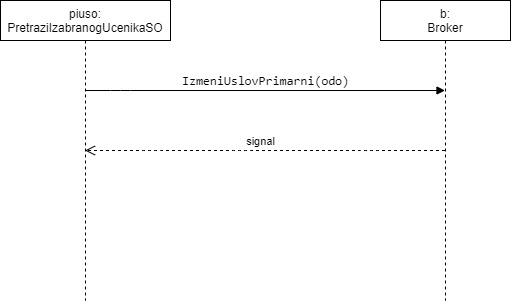 piuso:
PretraziIzabranogUcenikaSO
b:
Broker
IzmeniUslovPrimarni(odo)
signal